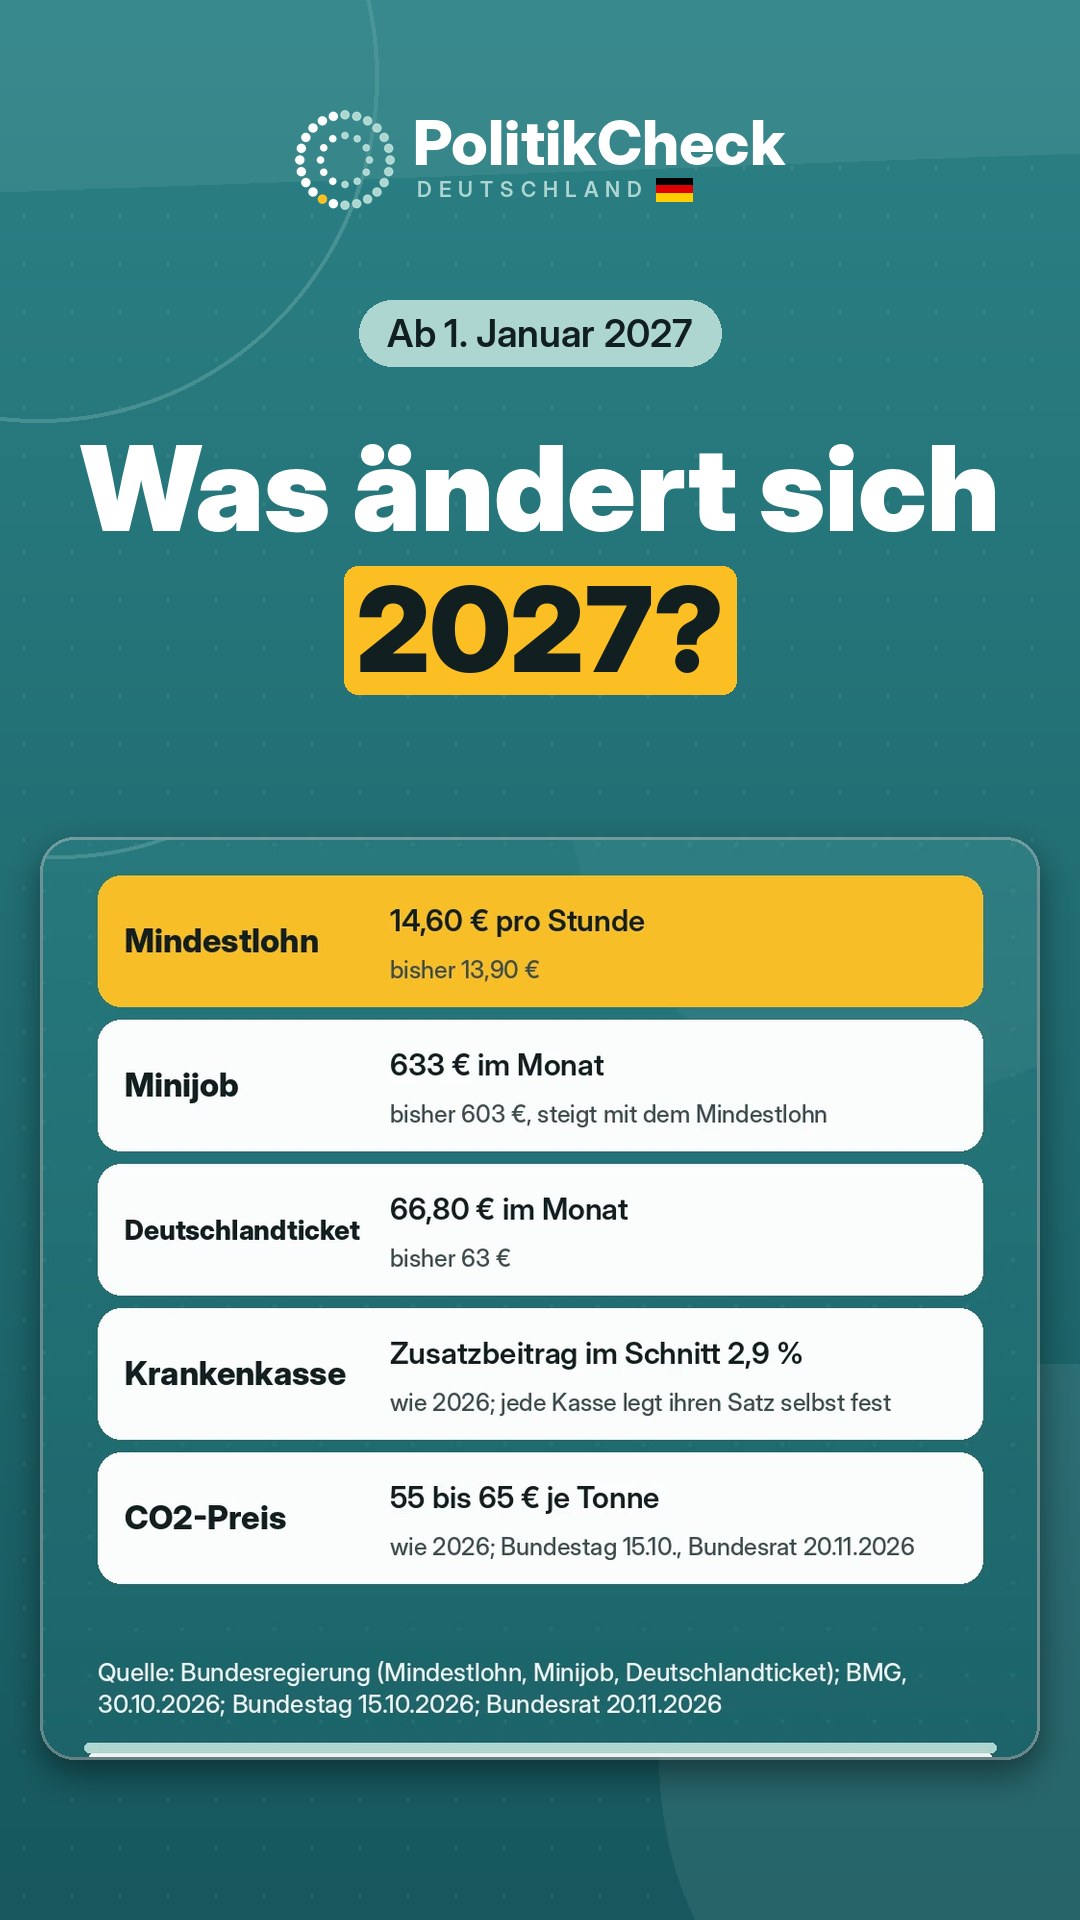 PolitikCheck
DEUTSCHLAND
Ab 1. Januar 2027
Was ändert sich
2027?
Mindestlohn
14,60 € pro Stunde
bisher 13,90 €
Minijob
633 € im Monat
bisher 603 €, steigt mit dem Mindestlohn
Deutschlandticket
66,80 € im Monat
bisher 63 €
Krankenkasse
Zusatzbeitrag im Schnitt 2,9 %
wie 2026; jede Kasse legt ihren Satz selbst fest
CO2-Preis
55 bis 65 € je Tonne
wie 2026; Bundestag 15.10., Bundesrat 20.11.2026
Quelle: Bundesregierung (Mindestlohn, Minijob, Deutschlandticket); BMG,
30.10.2026; Bundestag 15.10.2026; Bundesrat 20.11.2026